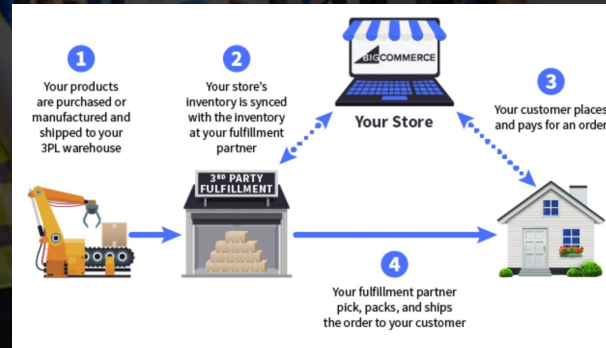 1
Your products
are purchased or
manufactured and
shipped to your
3PL warehouse
2
Your store's
inventory is synced
with the inventory
at your fulfillment
partner
BIGCOMMERCE
Your Store
3
Your customer places
and pays for an order
3RD PARTY
FULFILLMENT
4
Your fulfillment partner
pick, packs, and ships
the order to your customer